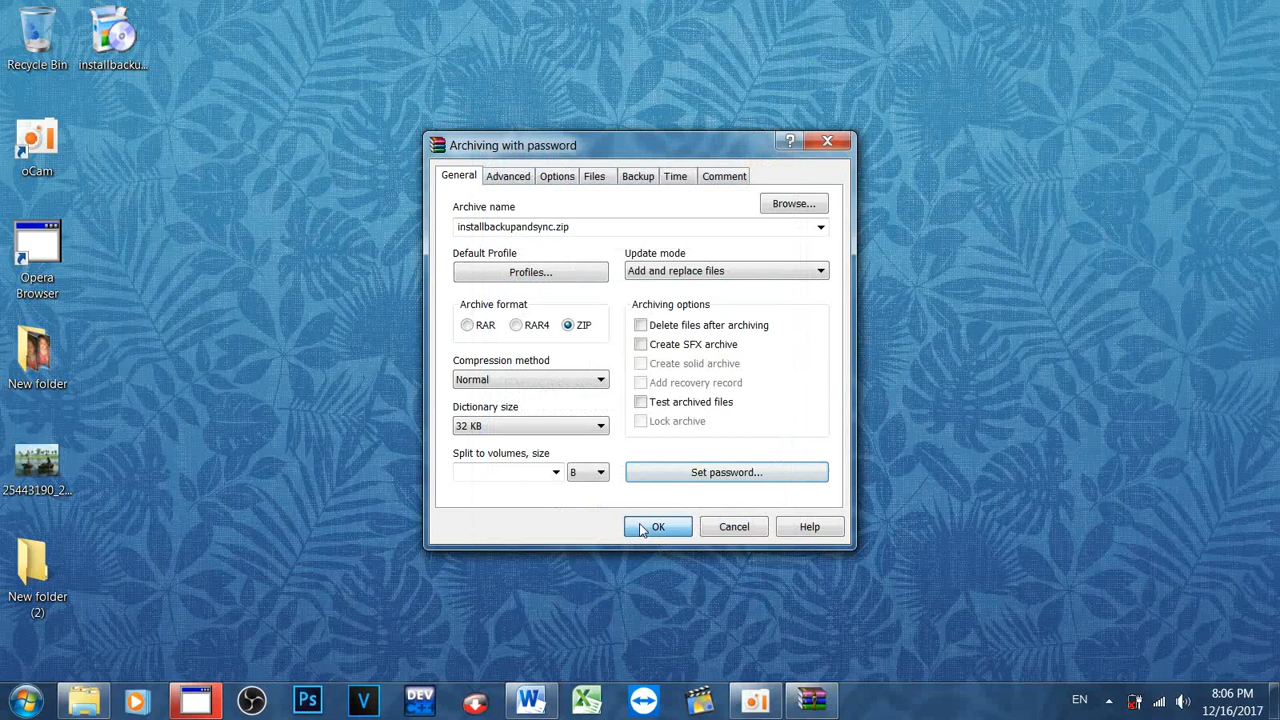 Recycle Bin
installbacku...
oCam
Opera
Browser
New folder
25443190_2...
New folder
(2)
Archiving with password
?
General
Advanced
Options
Files
Backup
Time
Comment
Archive name
Browse...
installbackupandsync.zip
Default Profile
Profiles...
Update mode
Add and replace files
Archive format
RAR
RAR4
ZIP
Archiving options
Delete files after archiving
Create SFX archive
Create solid archive
Add recovery record
Test archived files
Lock archive
Compression method
Normal
Dictionary size
32 KB
Split to volumes, size
B
Set password...
OK
Cancel
Help
Ps
V
DEV
W
X
EN
8:06 PM
12/16/2017